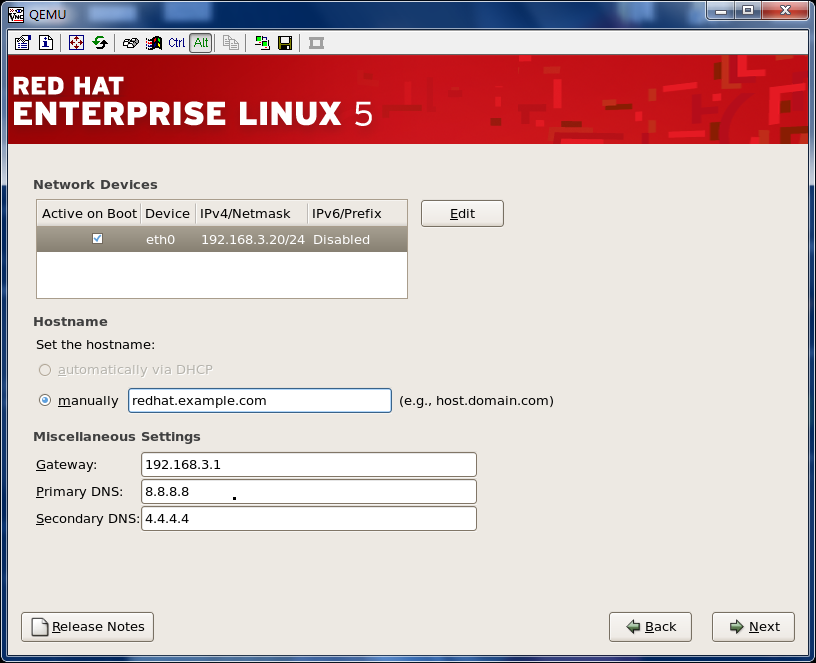 QEMU
Ctrl Alt
RED HAT
ENTERPRISE LINUX 5
Network Devices
Active on Boot Device IPv4/Netmask IPv6/Prefix
Edit
eth0 192.168.3.20/24 Disabled
Hostname
Set the hostname:
automatically via DHCP
manually redhat.example.com (e.g., host.domain.com)
Miscellaneous Settings
Gateway: 192.168.3.1
Primary DNS: 8.8.8.8
Secondary DNS: 4.4.4.4
Release Notes Back Next